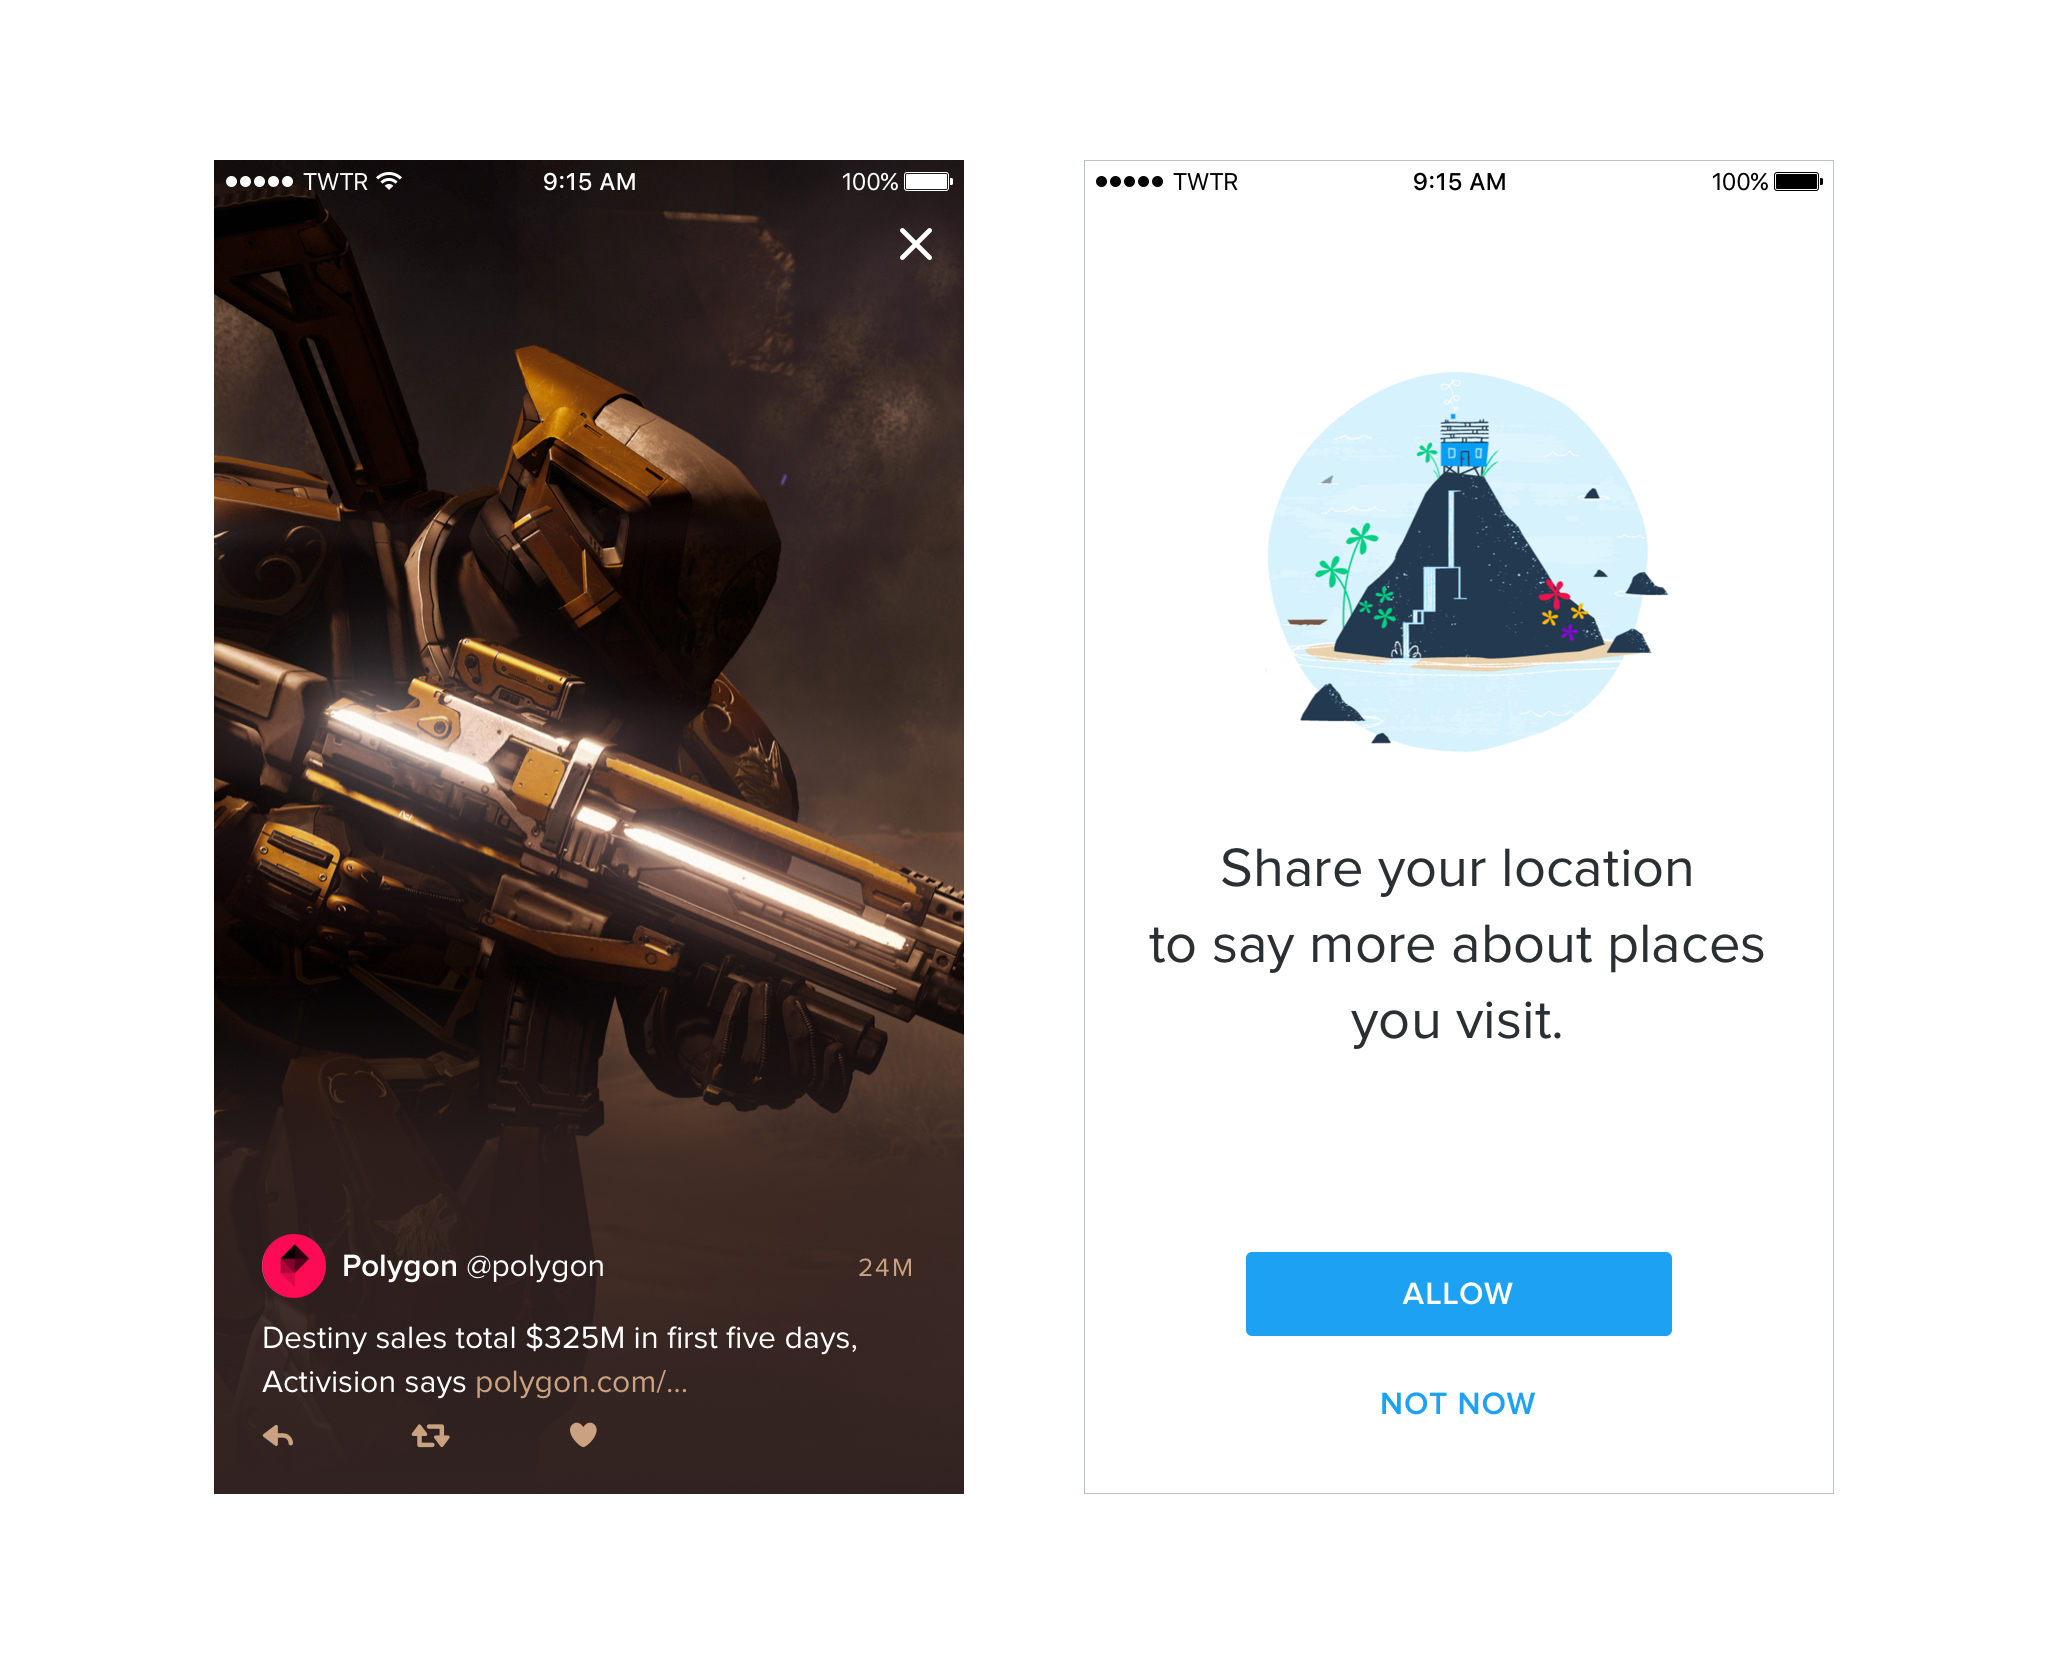 TWTR 9:15 AM 100%
Polygon @polygon 24M
Destiny sales total $325M in first five days,
Activision says polygon.com/...
TWTR 9:15 AM 100%
Share your location
to say more about places
you visit.
ALLOW
NOT NOW